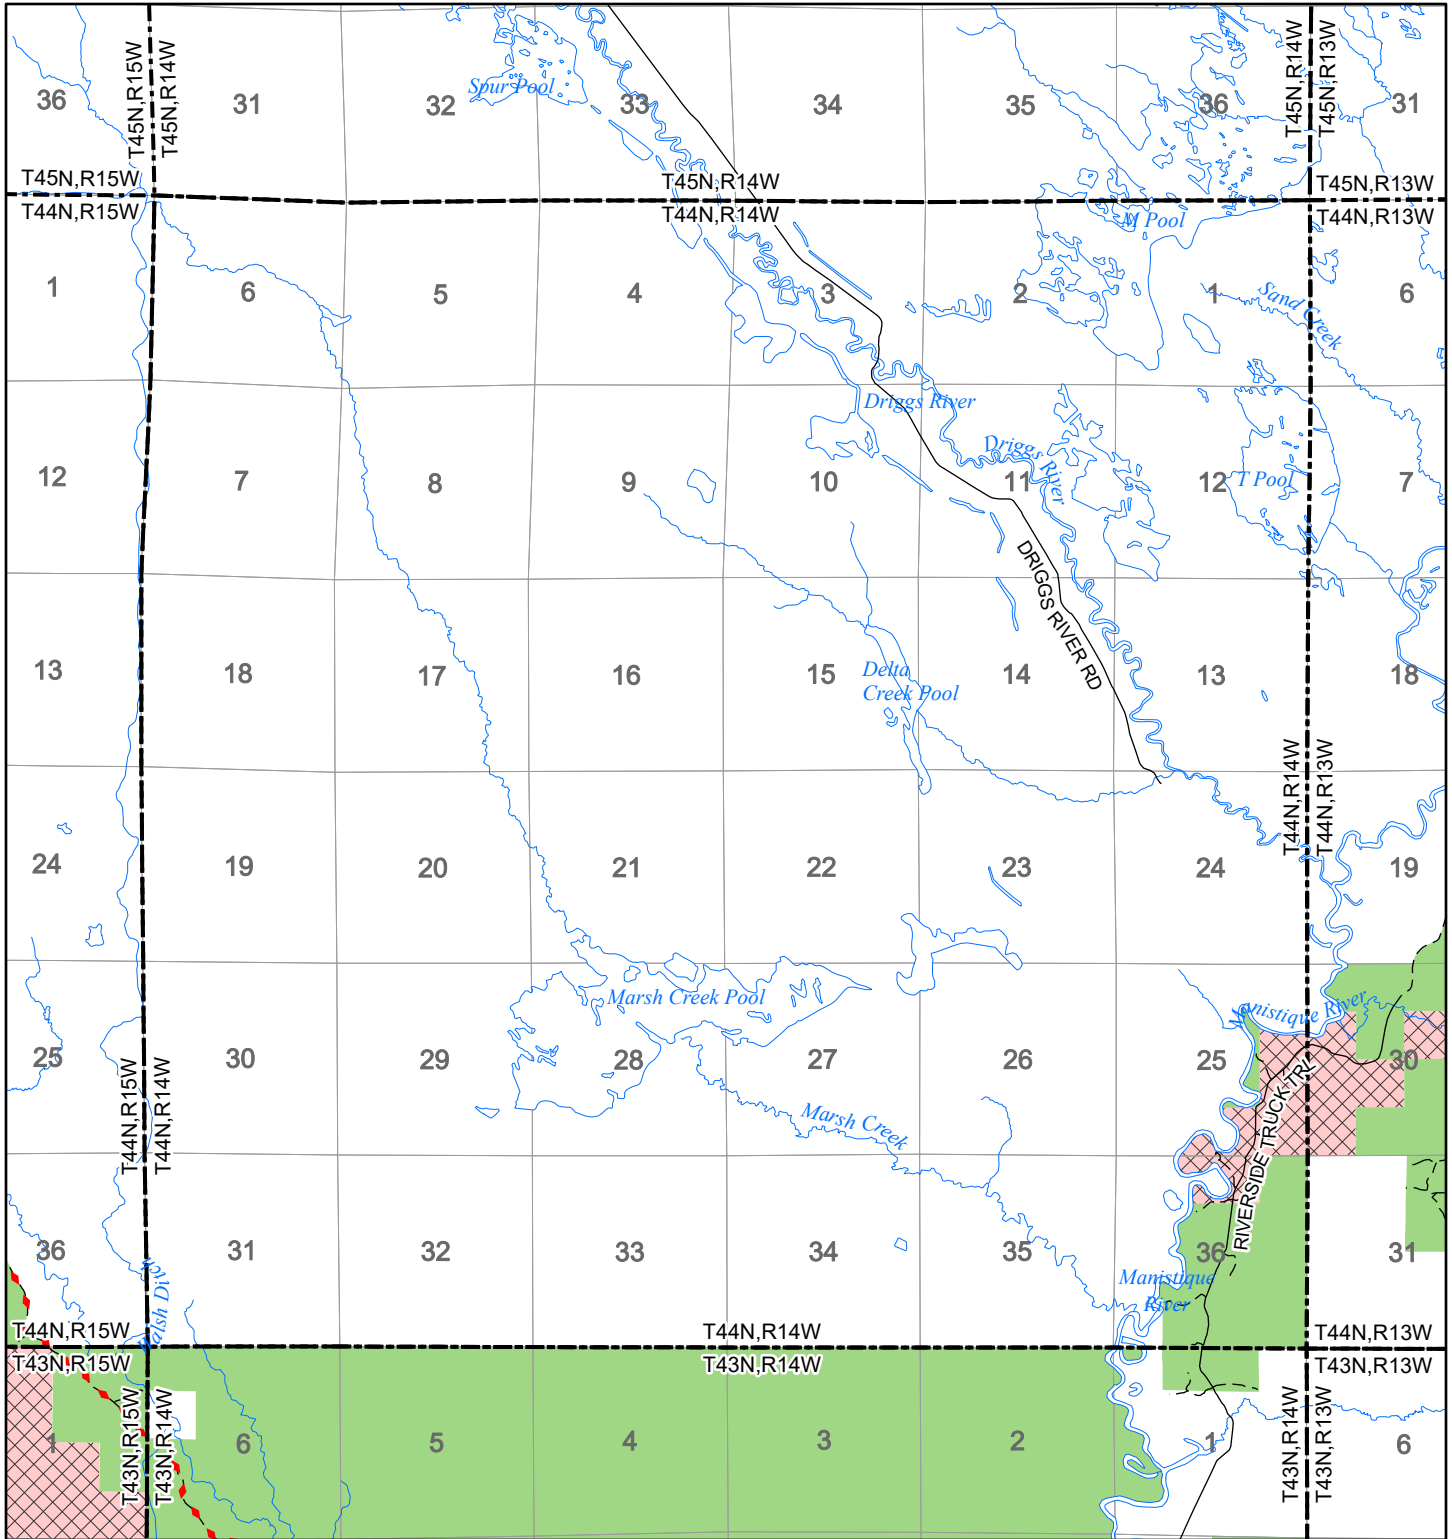 T45N,R15W
T45N,R14W
T45N,R14W
T45N,R13W
Spur Pool
36
31
32
33
34
35
36
31
T45N,R15W
T44N,R15W
T45N,R14W
T44N,R14W
T45N,R13W
T44N,R13W
M Pool
1
6
5
4
3
2
1
6
Sand Creek
Driggs River
Driggs River
12
7
8
9
10
11
12
T Pool
7
DRIGGS RIVER RD
13
18
17
16
15
Delta
Creek Pool
14
13
18
T44N,R14W
T44N,R13W
24
19
20
21
22
23
24
19
Marsh Creek Pool
Manistique River
25
30
29
28
27
26
25
30
T44N,R15W
T44N,R14W
Marsh Creek
RIVERSIDE TRUCK TRL
36
31
32
33
34
35
36
31
Manistique
River
Walsh Ditch
T44N,R15W
T43N,R15W
T44N,R14W
T43N,R14W
T44N,R13W
T43N,R13W
T43N,R15W
T43N,R14W
T43N,R14W
T43N,R13W
1
6
5
4
3
2
1
6